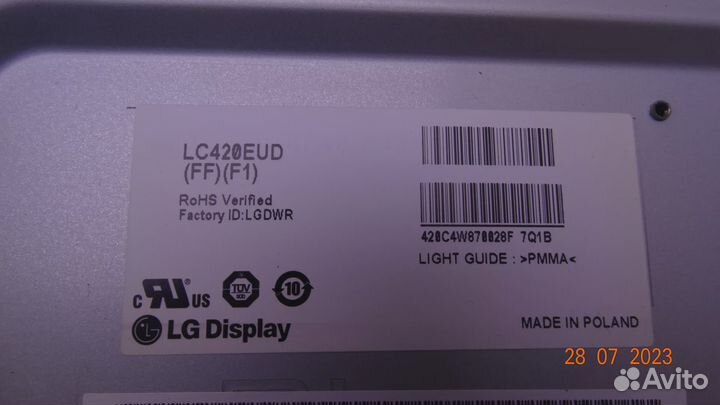 LC420EUD
(FF)(F1)
RoHS Verified
Factory ID:LGDWR
420C4W870028F 7Q1B
LIGHT GUIDE : >PMMA<
c RU US
TÜV
10
LG Display
MADE IN POLAND
28 07 2023
Avito